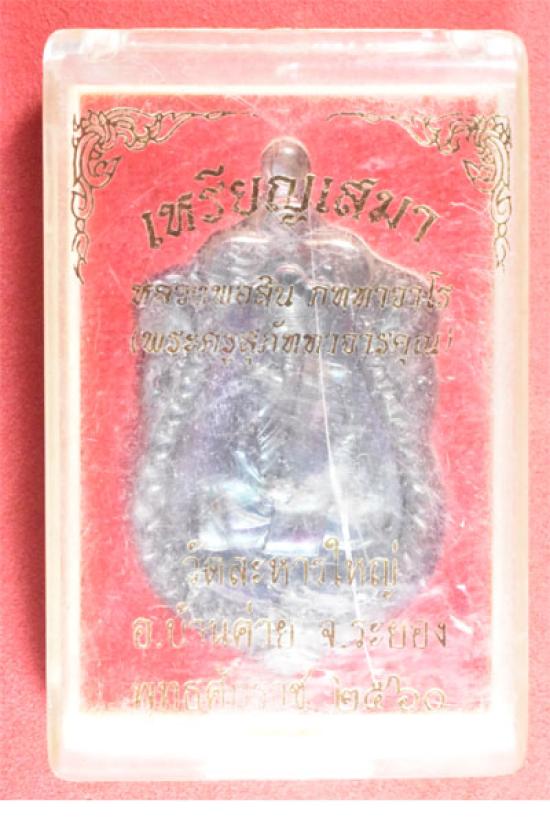 เหรียญเสมา
หลวงพ่อสิน ภททาจาโร
(พระครูสุภัททาจารคุณ)
วัดละหารใหญ่
อ.บ้านค่าย จ.ระยอง
พุทธศักราช ๒๕๖๐